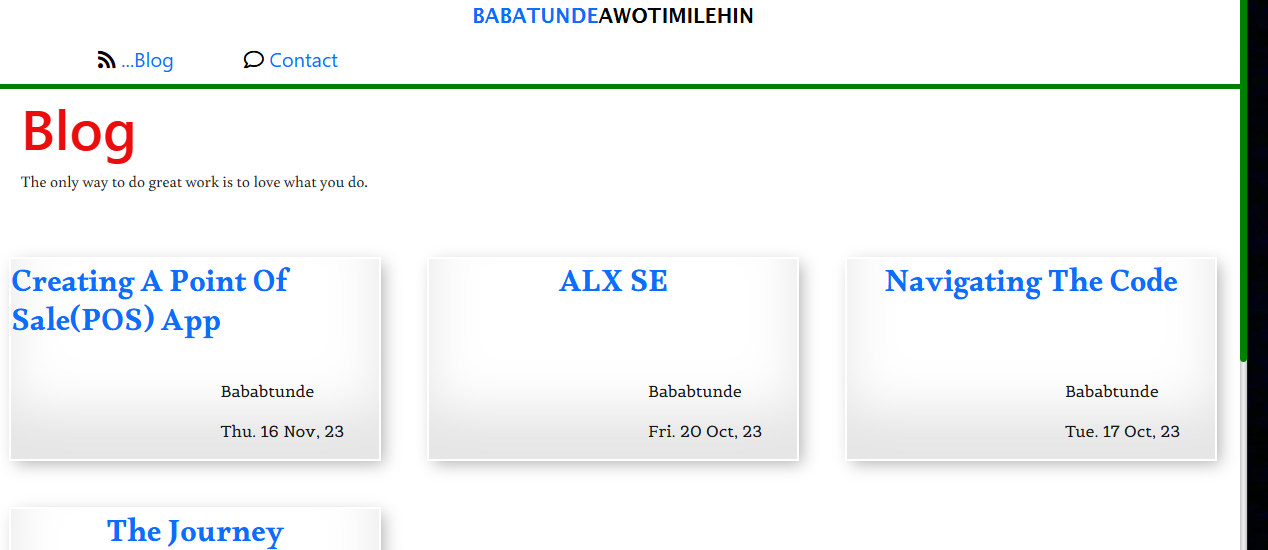 BABATUNDEAWOTIMILEHIN
...Blog Contact
Blog
The only way to do great work is to love what you do.
Creating A Point Of
Sale(POS) App
Bababtunde
Thu. 16 Nov, 23
ALX SE
Bababtunde
Fri. 20 Oct, 23
Navigating The Code
Bababtunde
Tue. 17 Oct, 23
The Journey